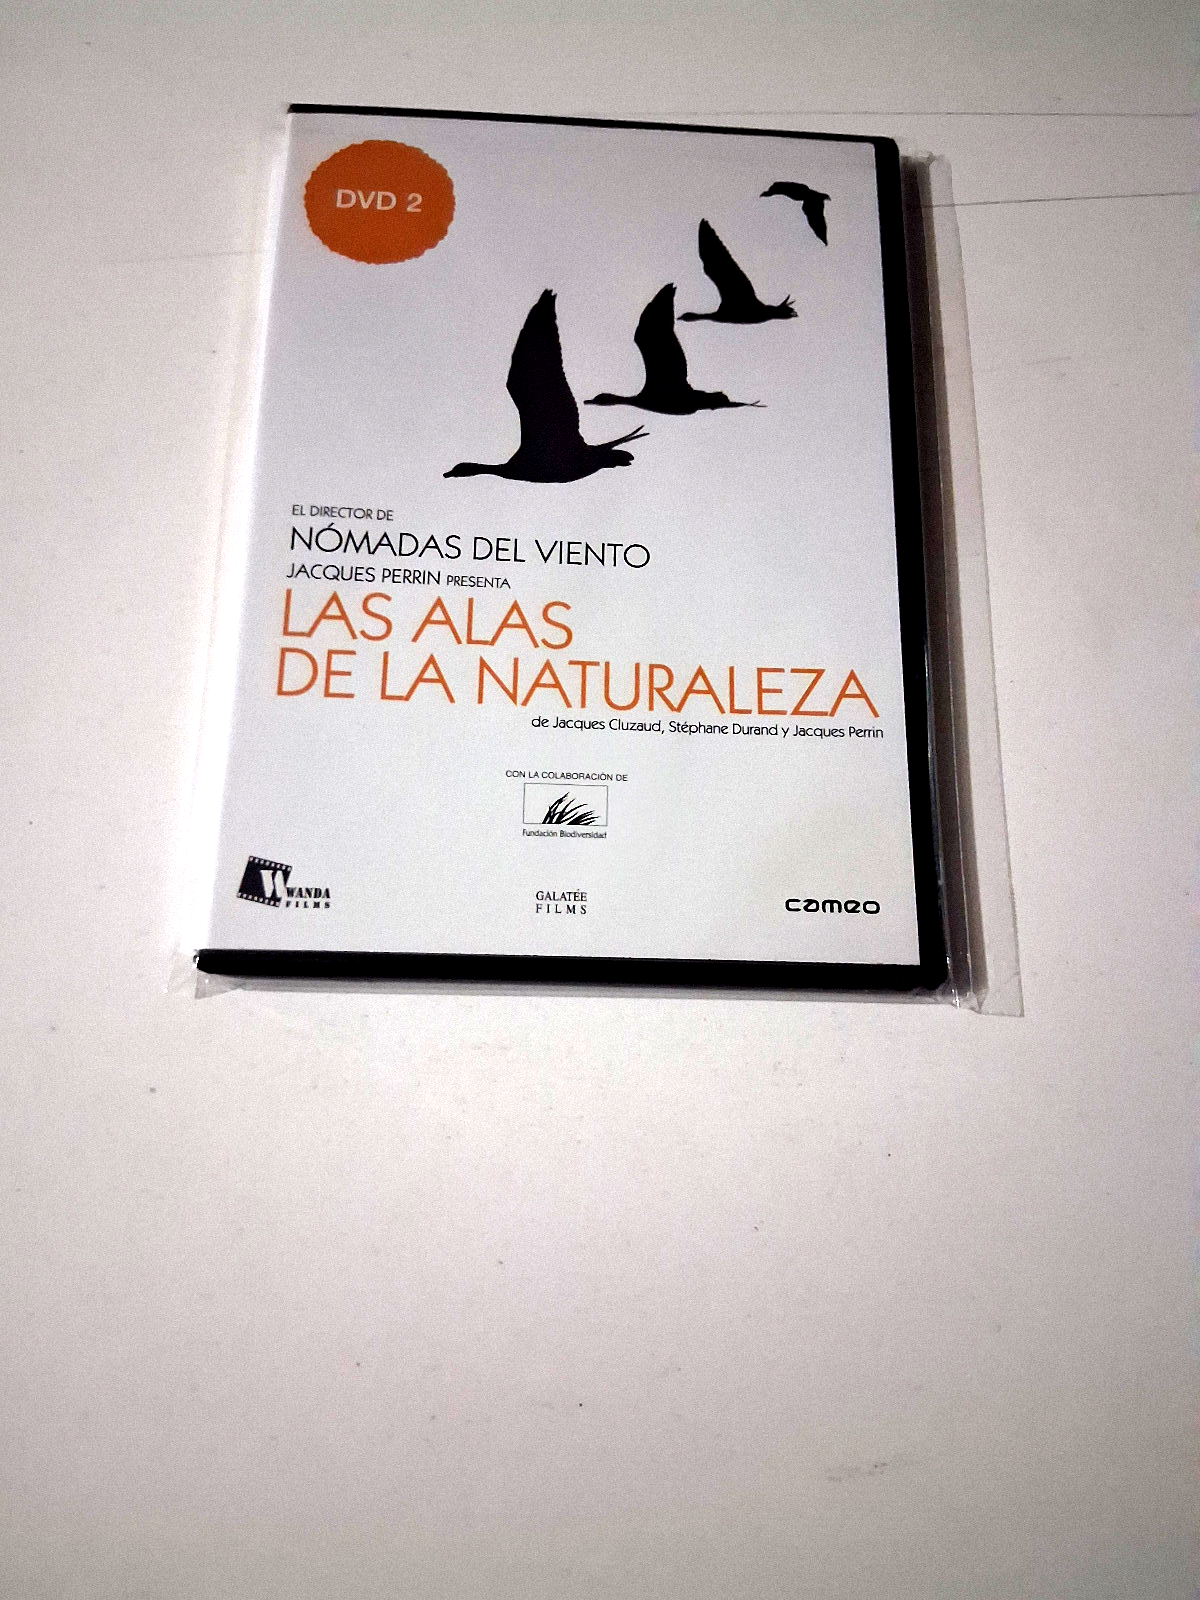 DVD 2
EL DIRECTOR DE
NÓMADAS DEL VIENTO
JACQUES PERRIN PRESENTA
LAS ALAS
DE LA NATURALEZA
de Jacques Cluzaud, Stéphane Durand y Jacques Perrin
CON LA COLABORACIÓN DE
Fundación Biodiversidad
WANDA
FILMS
GALATÉE
FILMS
cameo